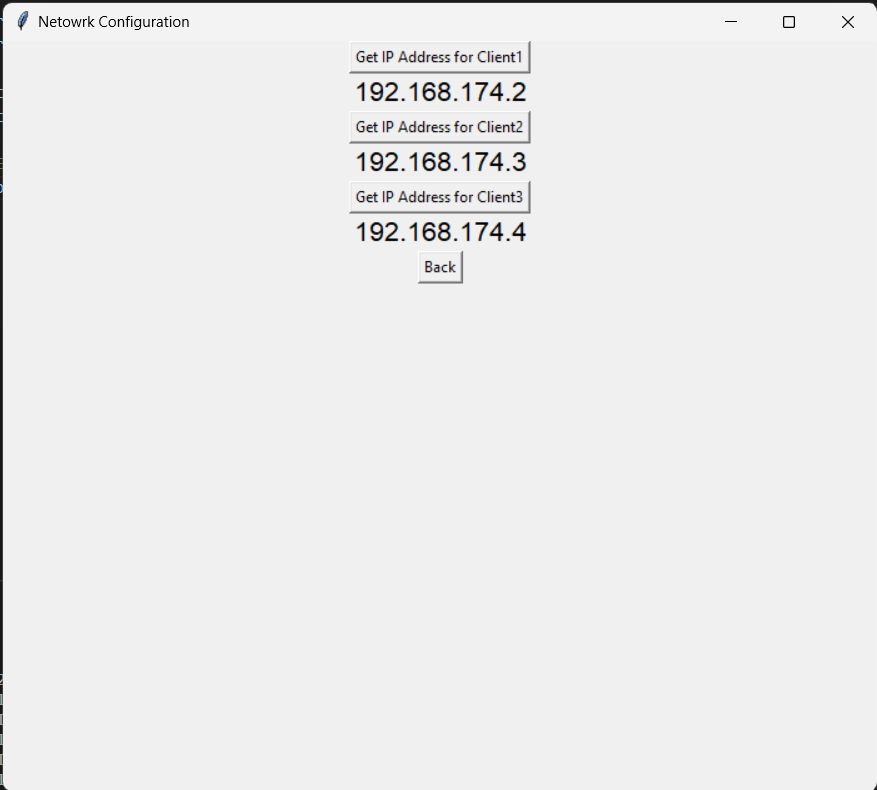 Netowrk Configuration
Get IP Address for Client1
192.168.174.2
Get IP Address for Client2
192.168.174.3
Get IP Address for Client3
192.168.174.4
Back